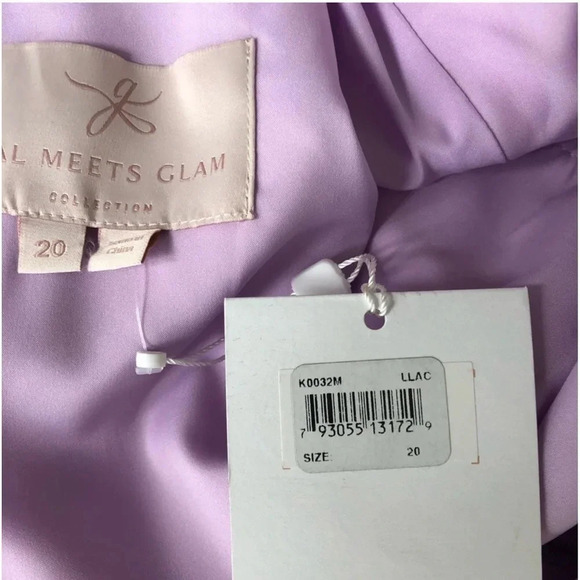 AL MEETS GLAM
COLLECTION
20
China
K0032M LLAC
7 93055 13172 9
SIZE: 20